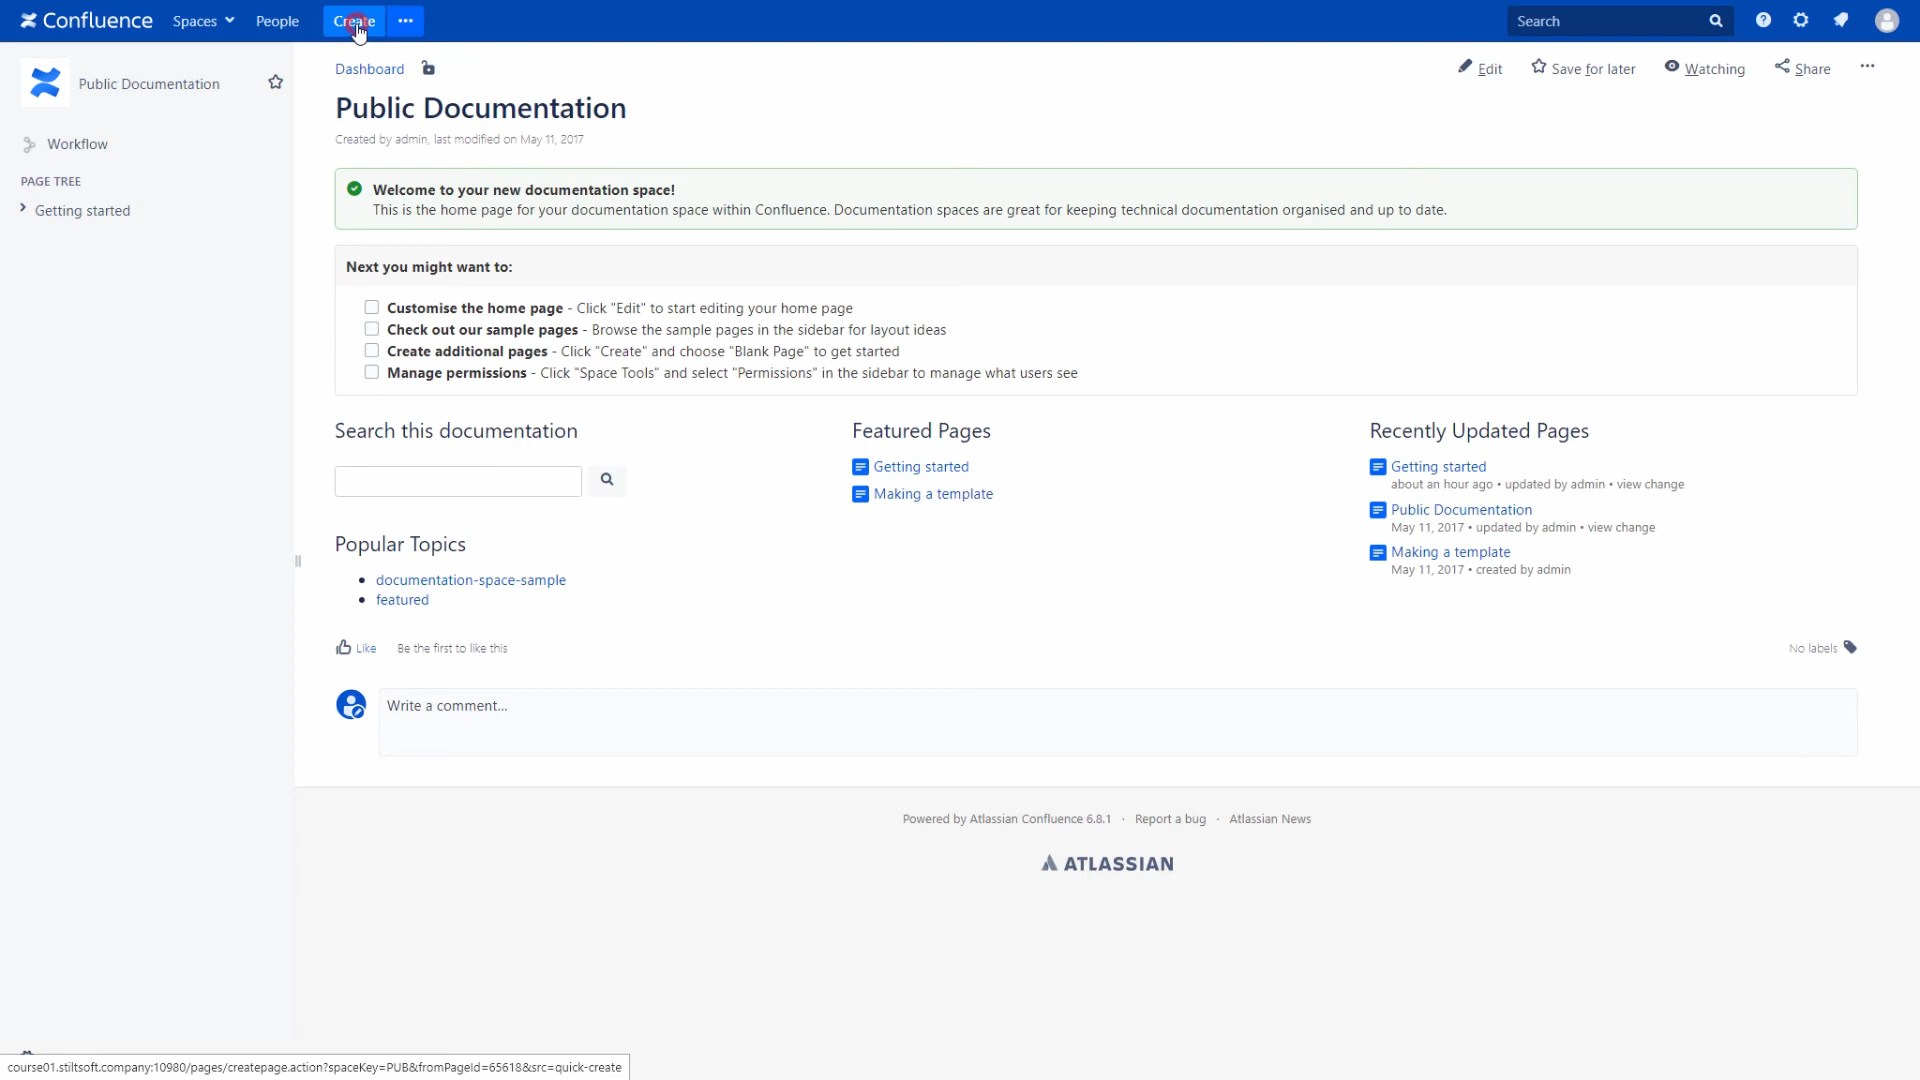 Confluence Spaces People Create Search
Public Documentation
Workflow
PAGE TREE
Getting started
Dashboard
Edit Save for later Watching Share
Public Documentation
Created by admin, last modified on May 11, 2017
Welcome to your new documentation space!
This is the home page for your documentation space within Confluence. Documentation spaces are great for keeping technical documentation organised and up to date.
Next you might want to:
Customise the home page - Click "Edit" to start editing your home page
Check out our sample pages - Browse the sample pages in the sidebar for layout ideas
Create additional pages - Click "Create" and choose "Blank Page" to get started
Manage permissions - Click "Space Tools" and select "Permissions" in the sidebar to manage what users see
Search this documentation
Popular Topics
documentation-space-sample
featured
Featured Pages
Getting started
Making a template
Recently Updated Pages
Getting started
about an hour ago • updated by admin • view change
Public Documentation
May 11, 2017 • updated by admin • view change
Making a template
May 11, 2017 • created by admin
Like Be the first to like this
No labels
Write a comment...
Powered by Atlassian Confluence 6.8.1 · Report a bug · Atlassian News
ATLASSIAN
course01.stiltsoft.company:10980/pages/createpage.action?spaceKey=PUB&fromPageId=65618&src=quick-create